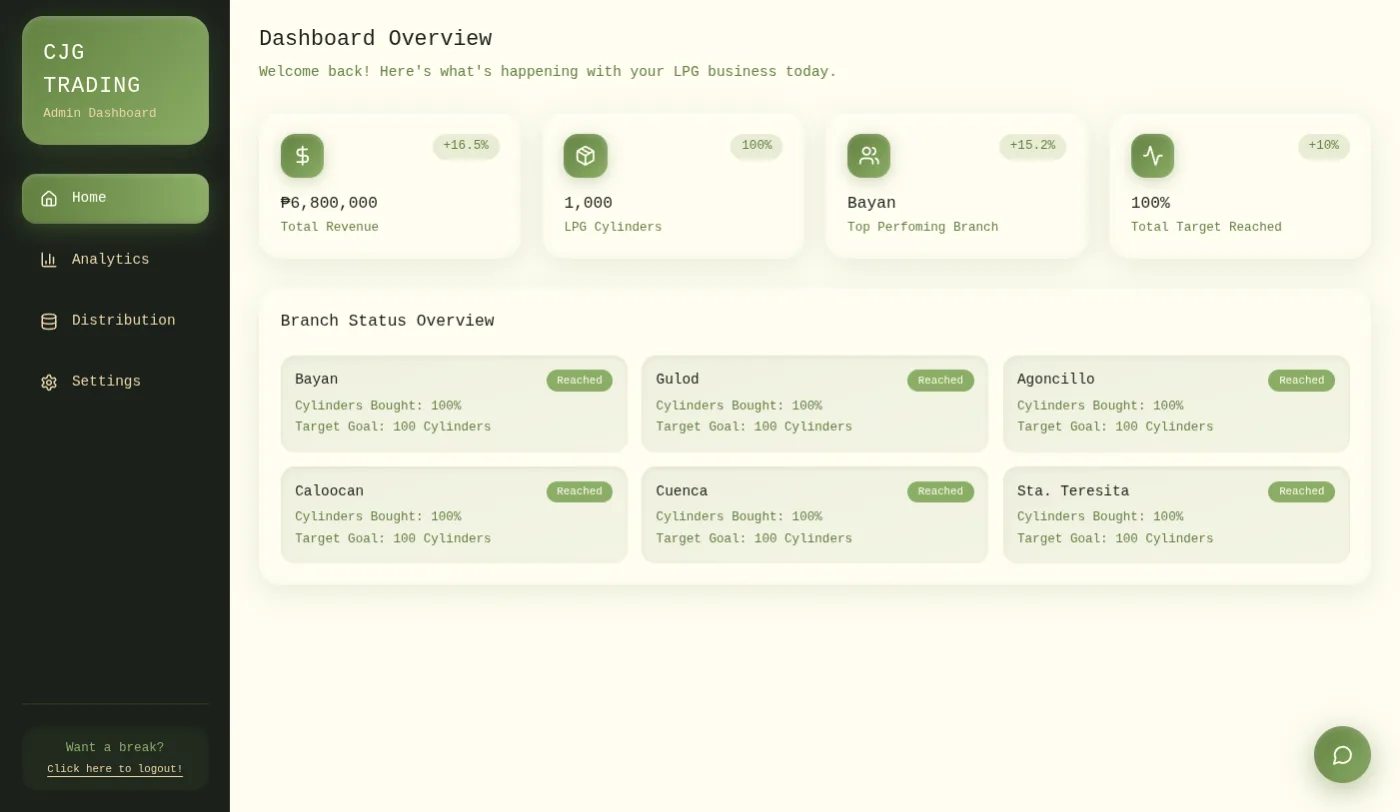 CJG
TRADING
Admin Dashboard
Home
Analytics
Distribution
Settings
Want a break?
Click here to logout!
Dashboard Overview
Welcome back! Here's what's happening with your LPG business today.
+16.5%
₱6,800,000
Total Revenue
100%
1,000
LPG Cylinders
+15.2%
Bayan
Top Perfoming Branch
+10%
100%
Total Target Reached
Branch Status Overview
Bayan
Reached
Cylinders Bought: 100%
Target Goal: 100 Cylinders
Gulod
Reached
Cylinders Bought: 100%
Target Goal: 100 Cylinders
Agoncillo
Reached
Cylinders Bought: 100%
Target Goal: 100 Cylinders
Caloocan
Reached
Cylinders Bought: 100%
Target Goal: 100 Cylinders
Cuenca
Reached
Cylinders Bought: 100%
Target Goal: 100 Cylinders
Sta. Teresita
Reached
Cylinders Bought: 100%
Target Goal: 100 Cylinders